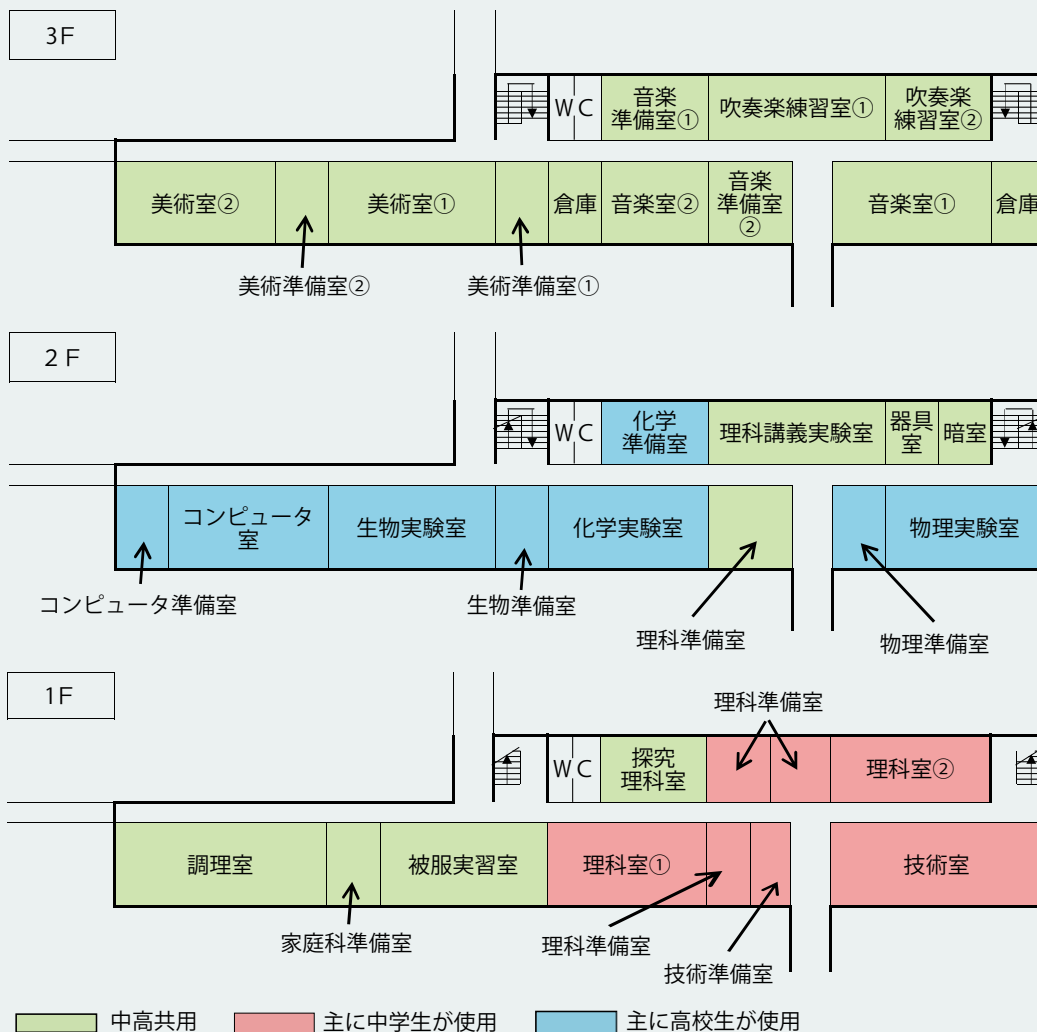 3F
WC
音楽
準備室①
吹奏楽練習室①
吹奏楽
練習室②
美術室②
美術室①
倉庫
音楽室②
音楽
準備室
②
音楽室①
倉庫
美術準備室②
美術準備室①
2F
WC
化学
準備室
理科講義実験室
器具
室
暗室
コンピュータ
室
生物実験室
化学実験室
物理実験室
コンピュータ準備室
生物準備室
理科準備室
物理準備室
1F
理科準備室
WC
探究
理科室
理科室②
調理室
被服実習室
理科室①
技術室
家庭科準備室
理科準備室
技術準備室
中高共用
主に中学生が使用
主に高校生が使用